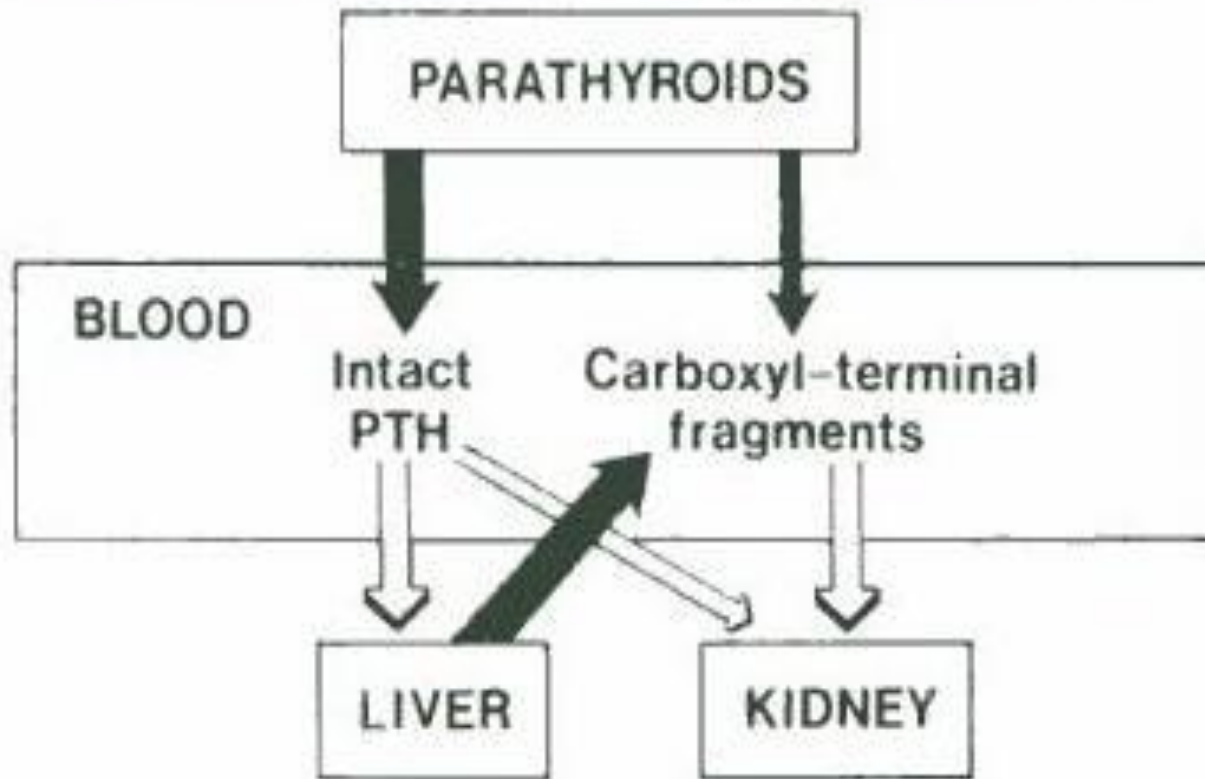 PARATHYROIDS
BLOOD
Intact
PTH
Carboxyl-terminal
fragments
LIVER
KIDNEY